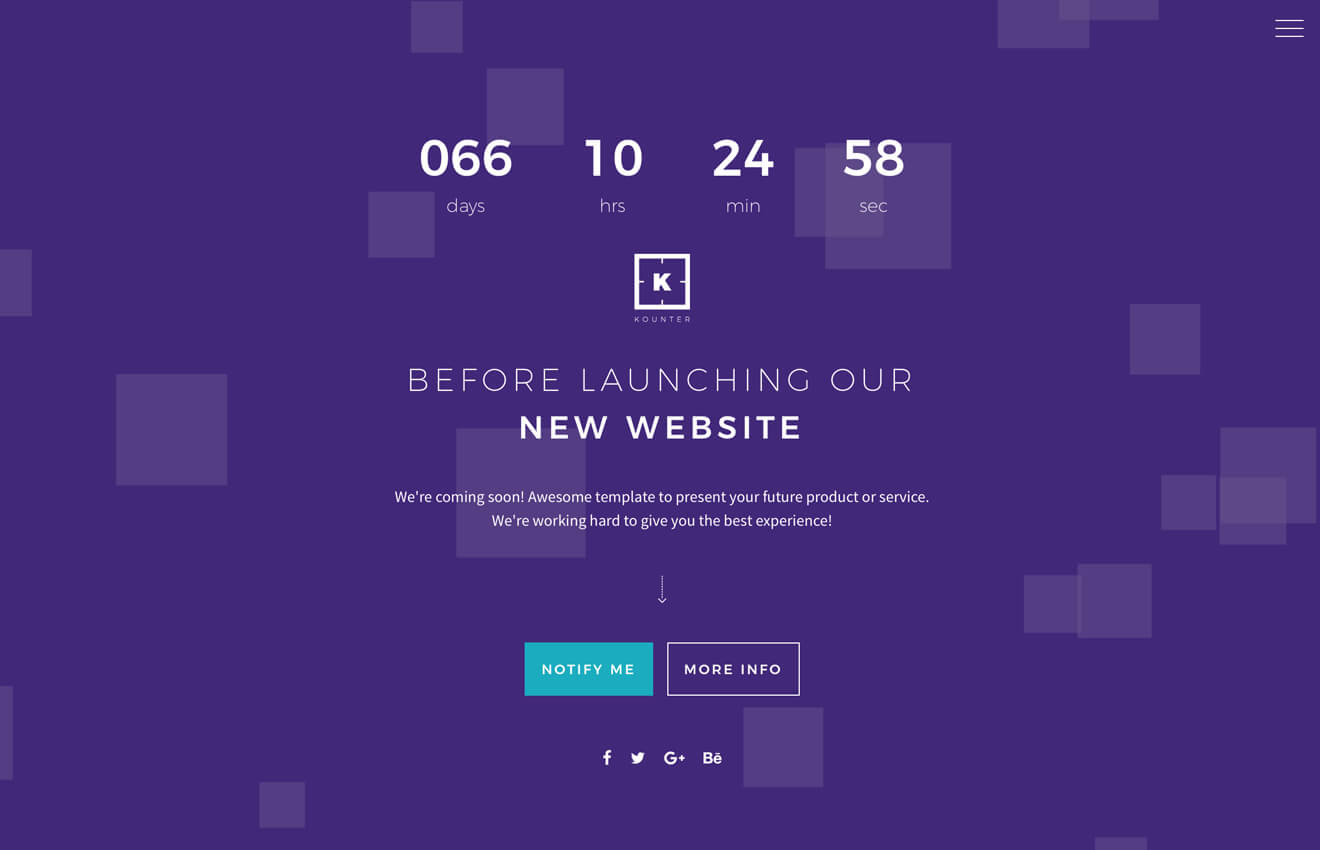 066 10 24 58
days hrs min sec
K
KOUNTER
BEFORE LAUNCHING OUR
NEW WEBSITE
We're coming soon! Awesome template to present your future product or service.
We're working hard to give you the best experience!
NOTIFY ME MORE INFO
f G+ Bē